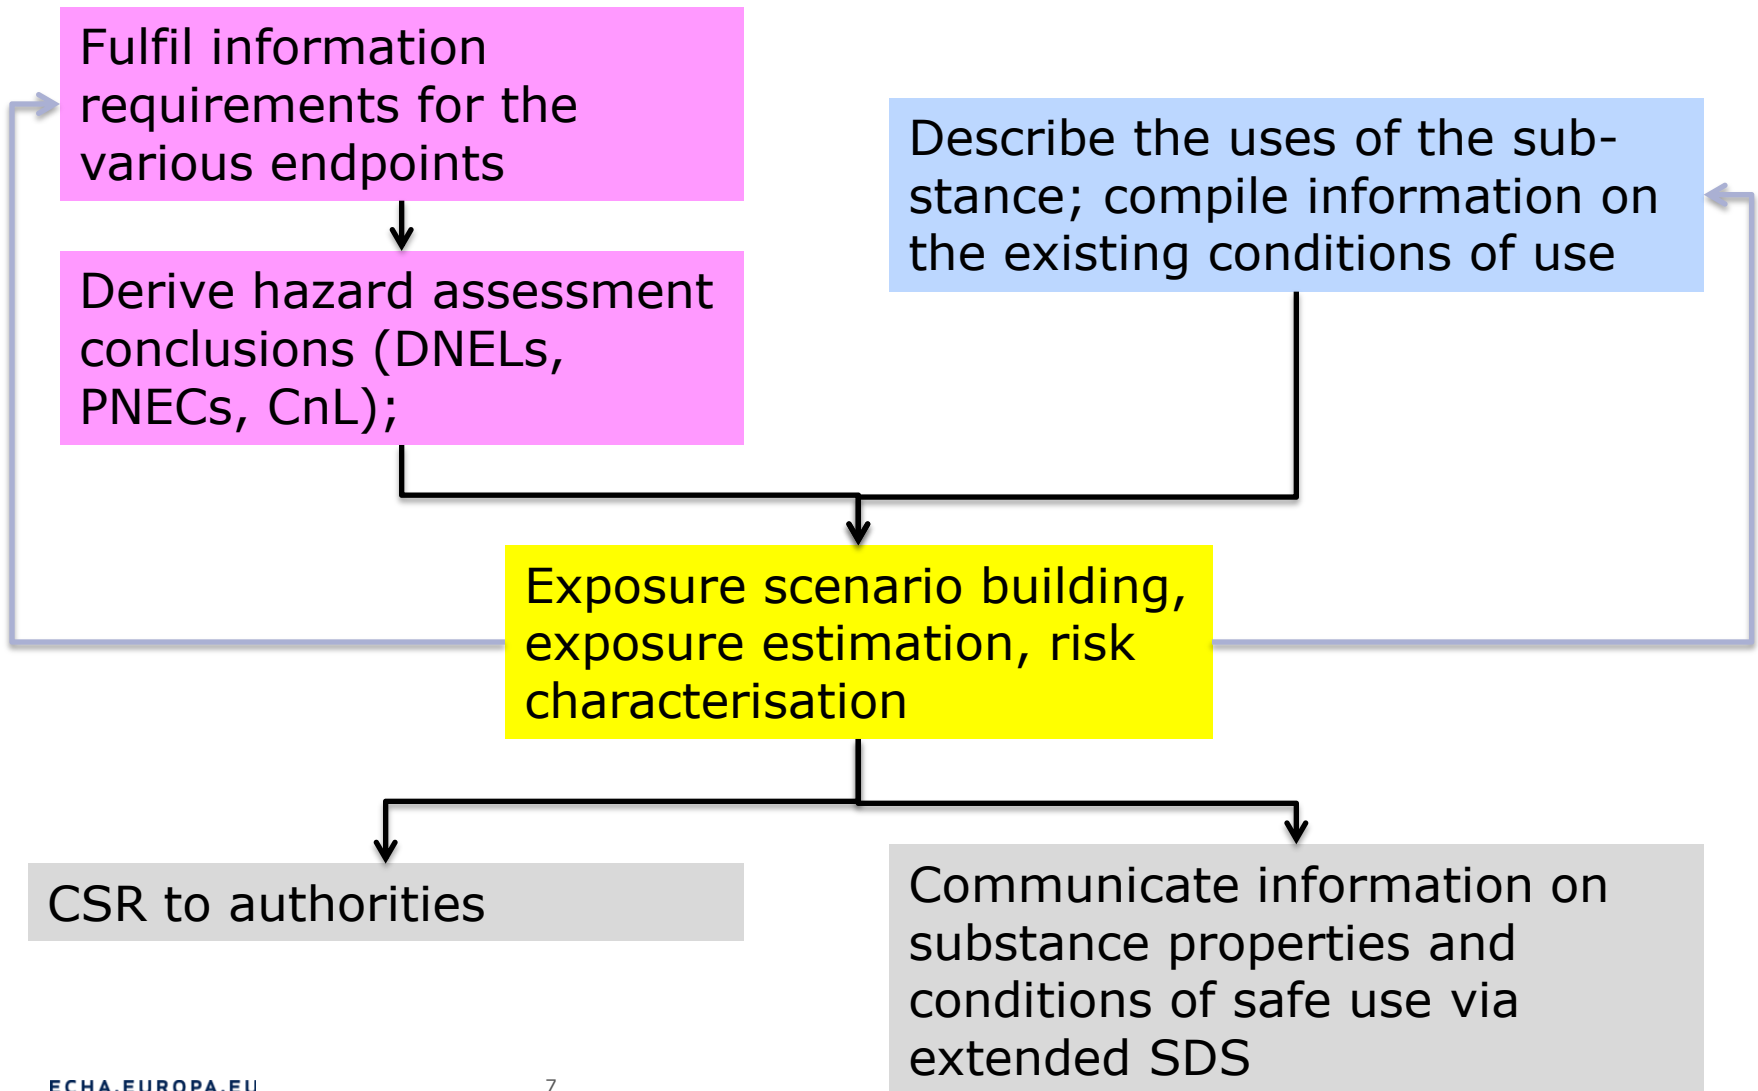 Fulfil information
requirements for the
various endpoints
Describe the uses of the sub-
stance; compile information on
the existing conditions of use
Derive hazard assessment
conclusions (DNELs,
PNECs, CnL);
Exposure scenario building,
exposure estimation, risk
characterisation
CSR to authorities
Communicate information on
substance properties and
conditions of safe use via
extended SDS
ECHA.EUROPA.EU
7